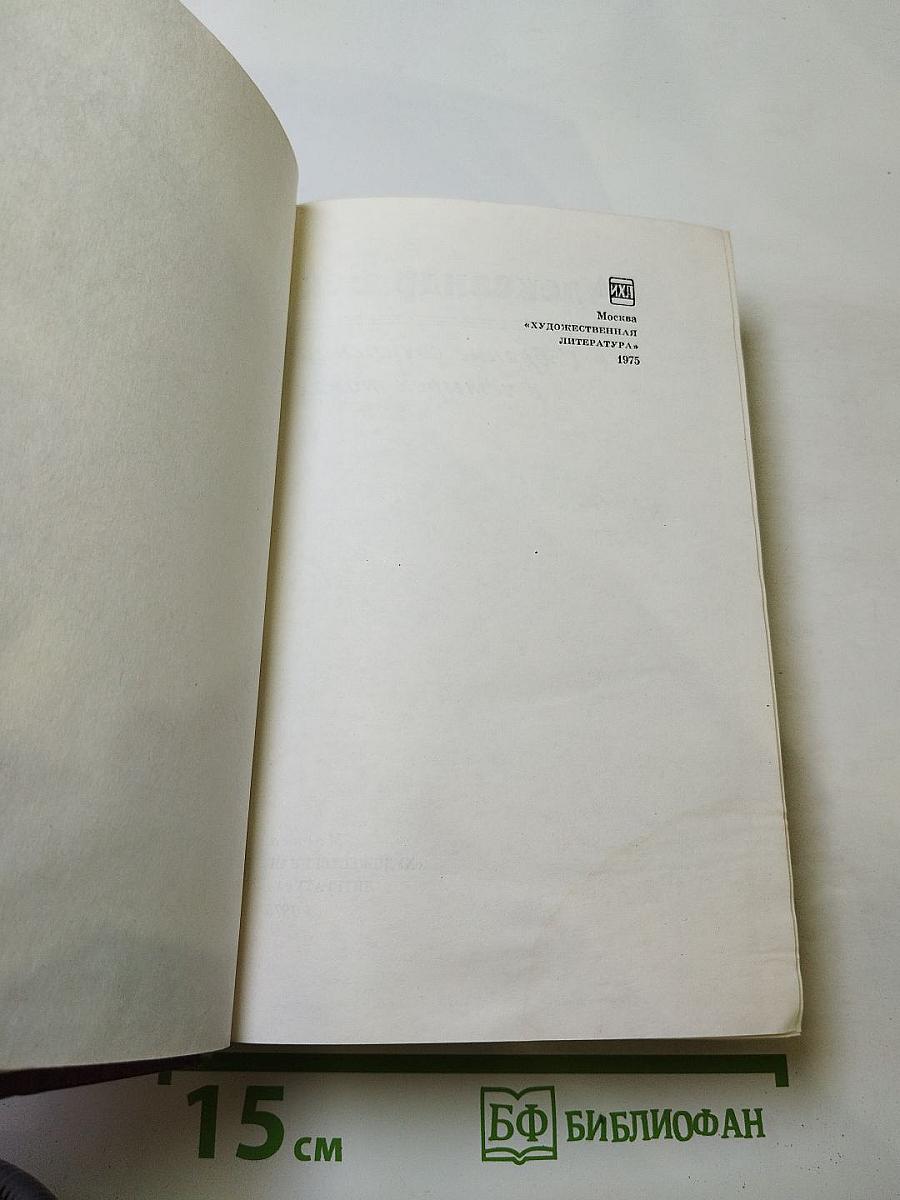 ИХЛ
Москва
«ХУДОЖЕСТВЕННАЯ
ЛИТЕРАТУРА»
1975
15 см
БФ БИБЛИОФАН